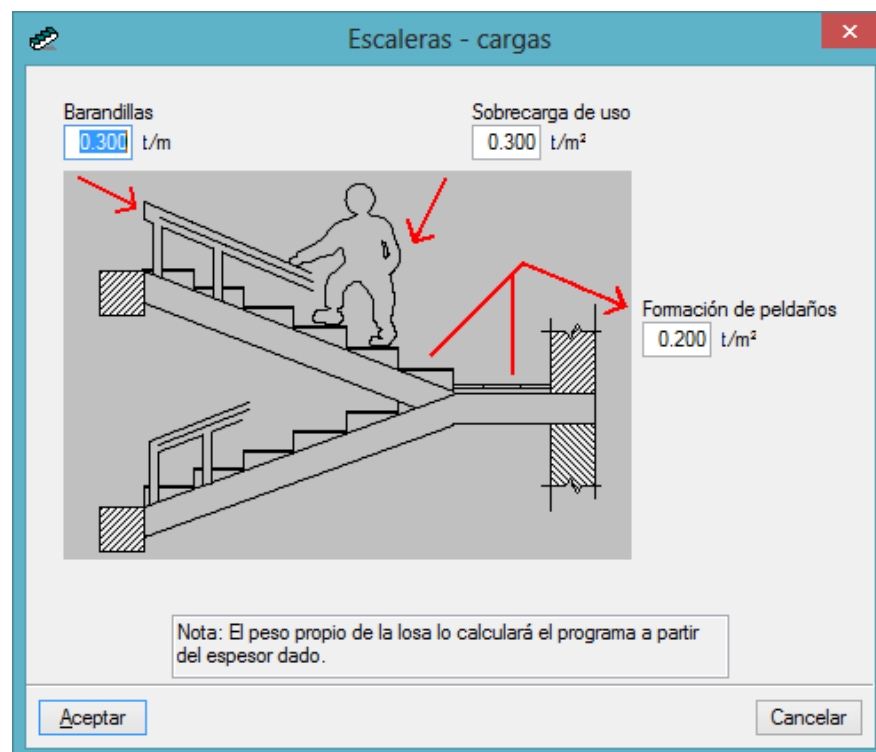 Escaleras - cargas
Barandillas
0.300 t/m
Sobrecarga de uso
0.300 t/m²
Formación de peldaños
0.200 t/m²
Nota: El peso propio de la losa lo calculará el programa a partir
del espesor dado.
Aceptar
Cancelar